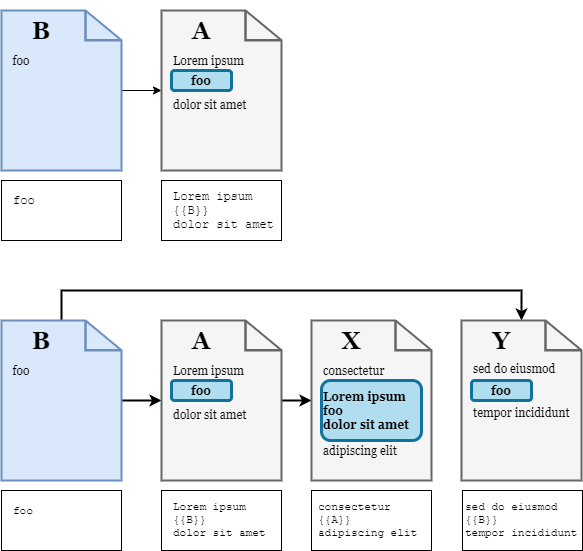 B
foo
foo
A
Lorem ipsum
foo
dolor sit amet
Lorem ipsum
{{B}}
dolor sit amet
B
foo
foo
A
Lorem ipsum
foo
dolor sit amet
Lorem ipsum
{{B}}
dolor sit amet
X
consectetur
Lorem ipsum
foo
dolor sit amet
adipiscing elit
consectetur
{{A}}
adipiscing elit
Y
sed do eiusmod
foo
tempor incididunt
sed do eiusmod
{{B}}
tempor incididunt